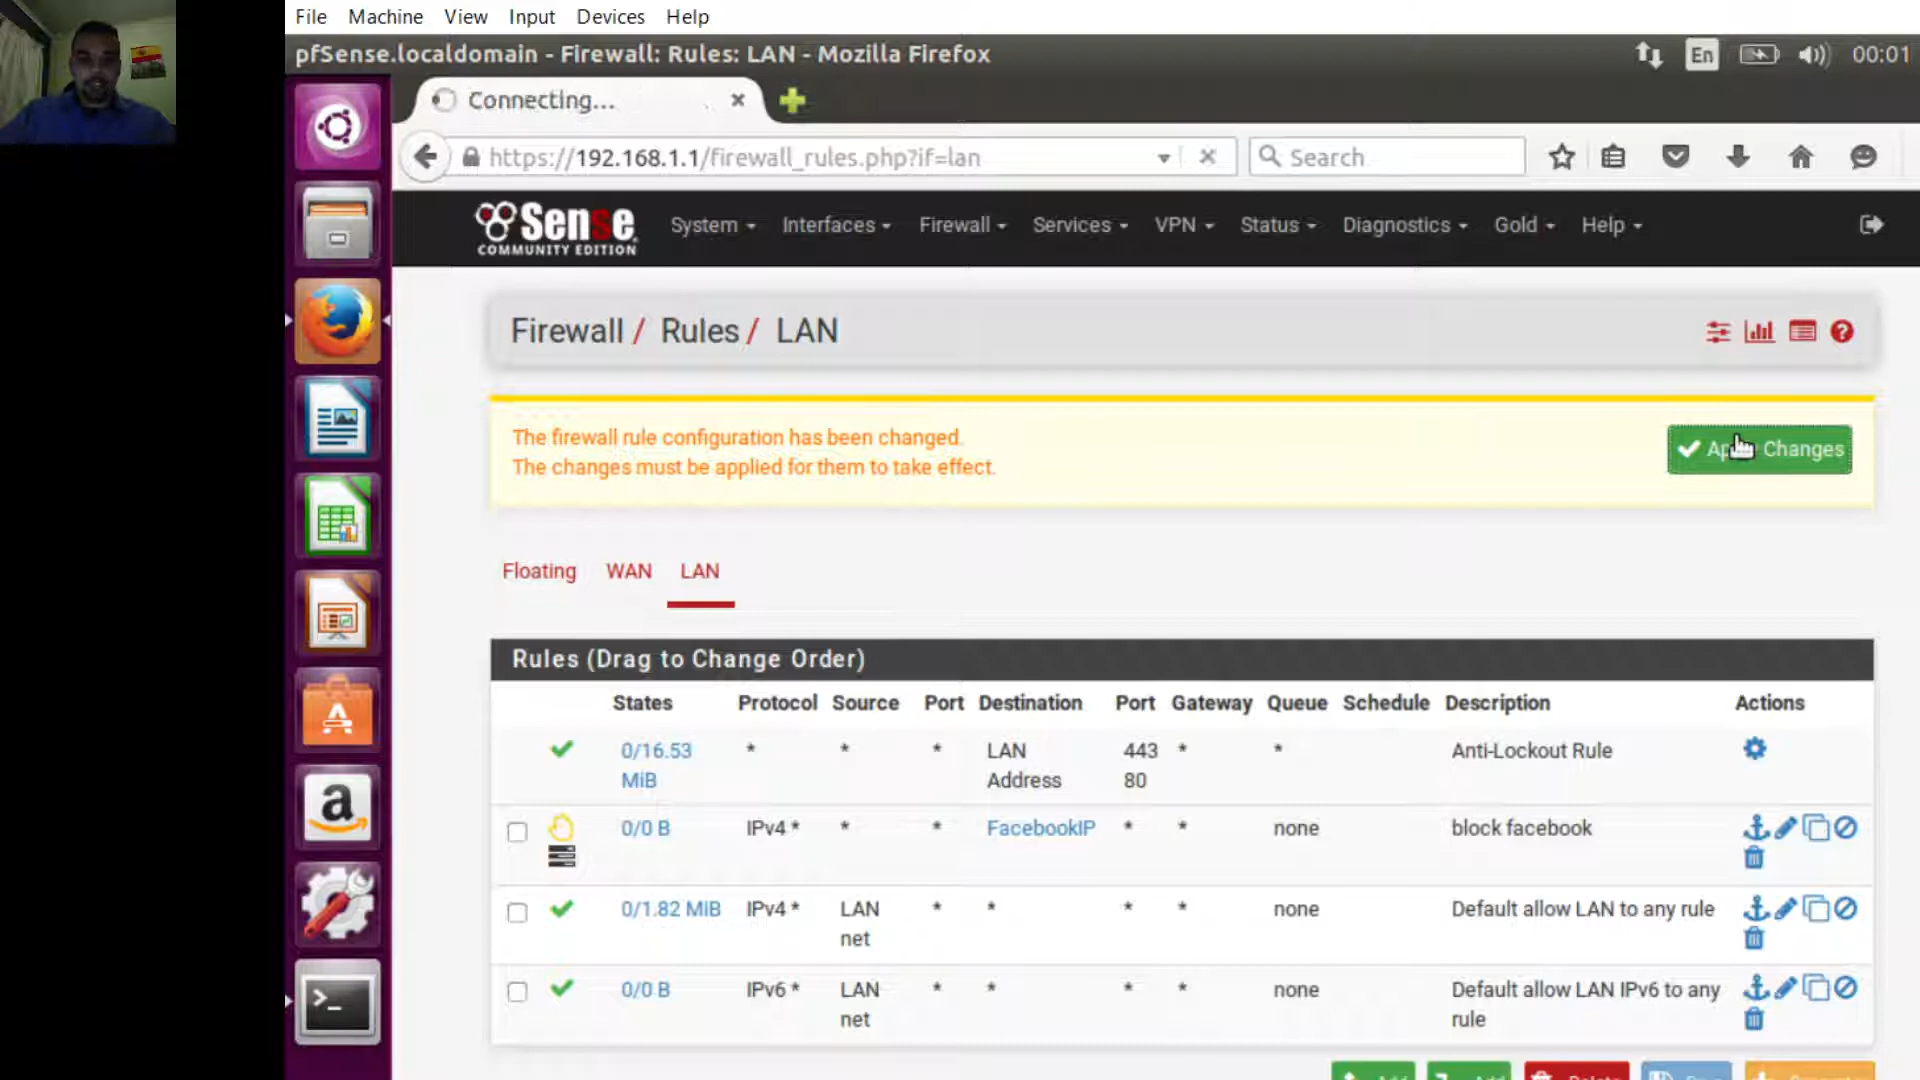 File Machine View Input Devices Help
pfSense.localdomain - Firewall: Rules: LAN - Mozilla Firefox En 00:01
Connecting...
https://192.168.1.1/firewall_rules.php?if=lan Search
Sense
COMMUNITY EDITION
System Interfaces Firewall Services VPN Status Diagnostics Gold Help
Firewall / Rules / LAN
The firewall rule configuration has been changed.
The changes must be applied for them to take effect.
Changes
Floating WAN LAN
Rules (Drag to Change Order)
States Protocol Source Port Destination Port Gateway Queue Schedule Description Actions
0/16.53 * * * LAN 443 * * Anti-Lockout Rule
MiB Address 80
0/0 B IPv4 * * * FacebookIP * * none block facebook
0/1.82 MiB IPv4 * LAN * * * * none Default allow LAN to any rule
net
0/0 B IPv6 * LAN * * * * none Default allow LAN IPv6 to any
net rule